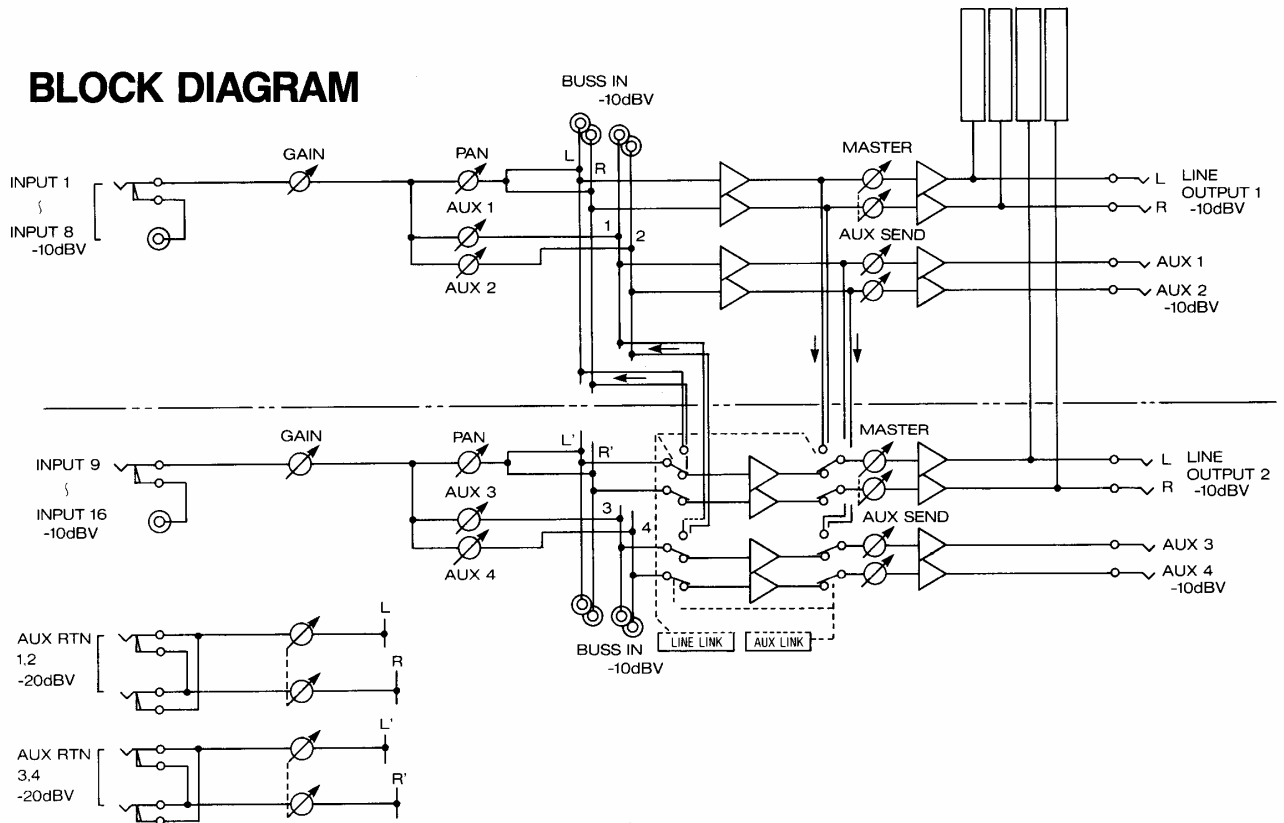 BLOCK DIAGRAM
BUSS IN
-10dBV
GAIN
PAN
L
R
MASTER
INPUT 1
INPUT 8
-10dBV
AUX 1
AUX 2
1
2
L LINE
OUTPUT 1
R -10dBV
AUX SEND
AUX 1
AUX 2
-10dBV
GAIN
PAN
L'
R'
MASTER
INPUT 9
INPUT 16
-10dBV
AUX 3
AUX 4
3
4
L LINE
OUTPUT 2
R -10dBV
AUX SEND
AUX 3
AUX 4
-10dBV
BUSS IN
-10dBV
LINE LINK
AUX LINK
AUX RTN
1,2
-20dBV
L
R
AUX RTN
3,4
-20dBV
L'
R'